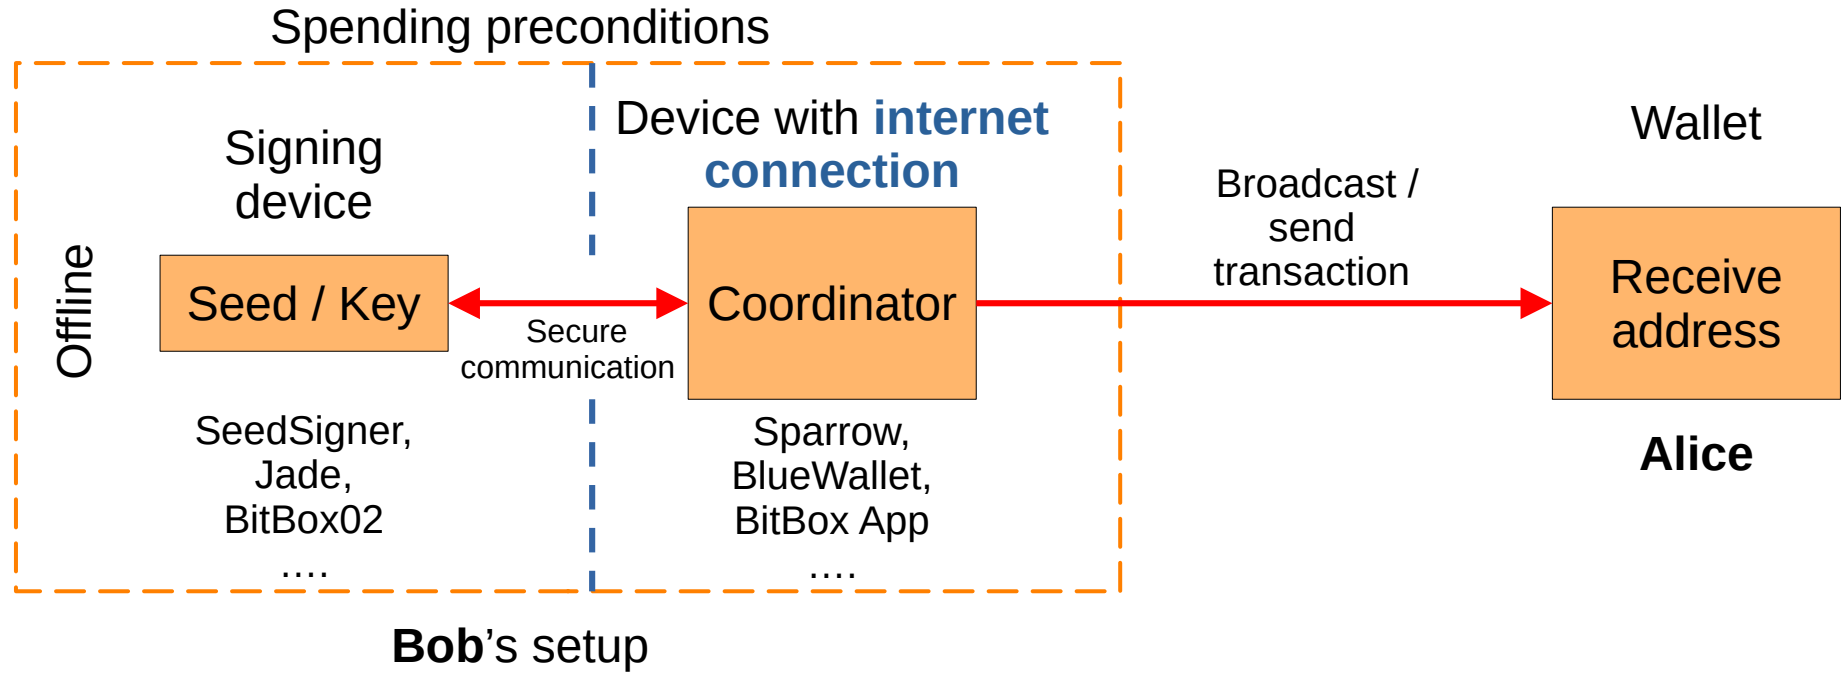 Spending preconditions
Offline
Signing
device
Seed / Key
SeedSigner,
Jade,
BitBox02
....
Secure
communication
Device with internet
connection
Coordinator
Sparrow,
BlueWallet,
BitBox App
....
Bob’s setup
Broadcast /
send
transaction
Wallet
Receive
address
Alice